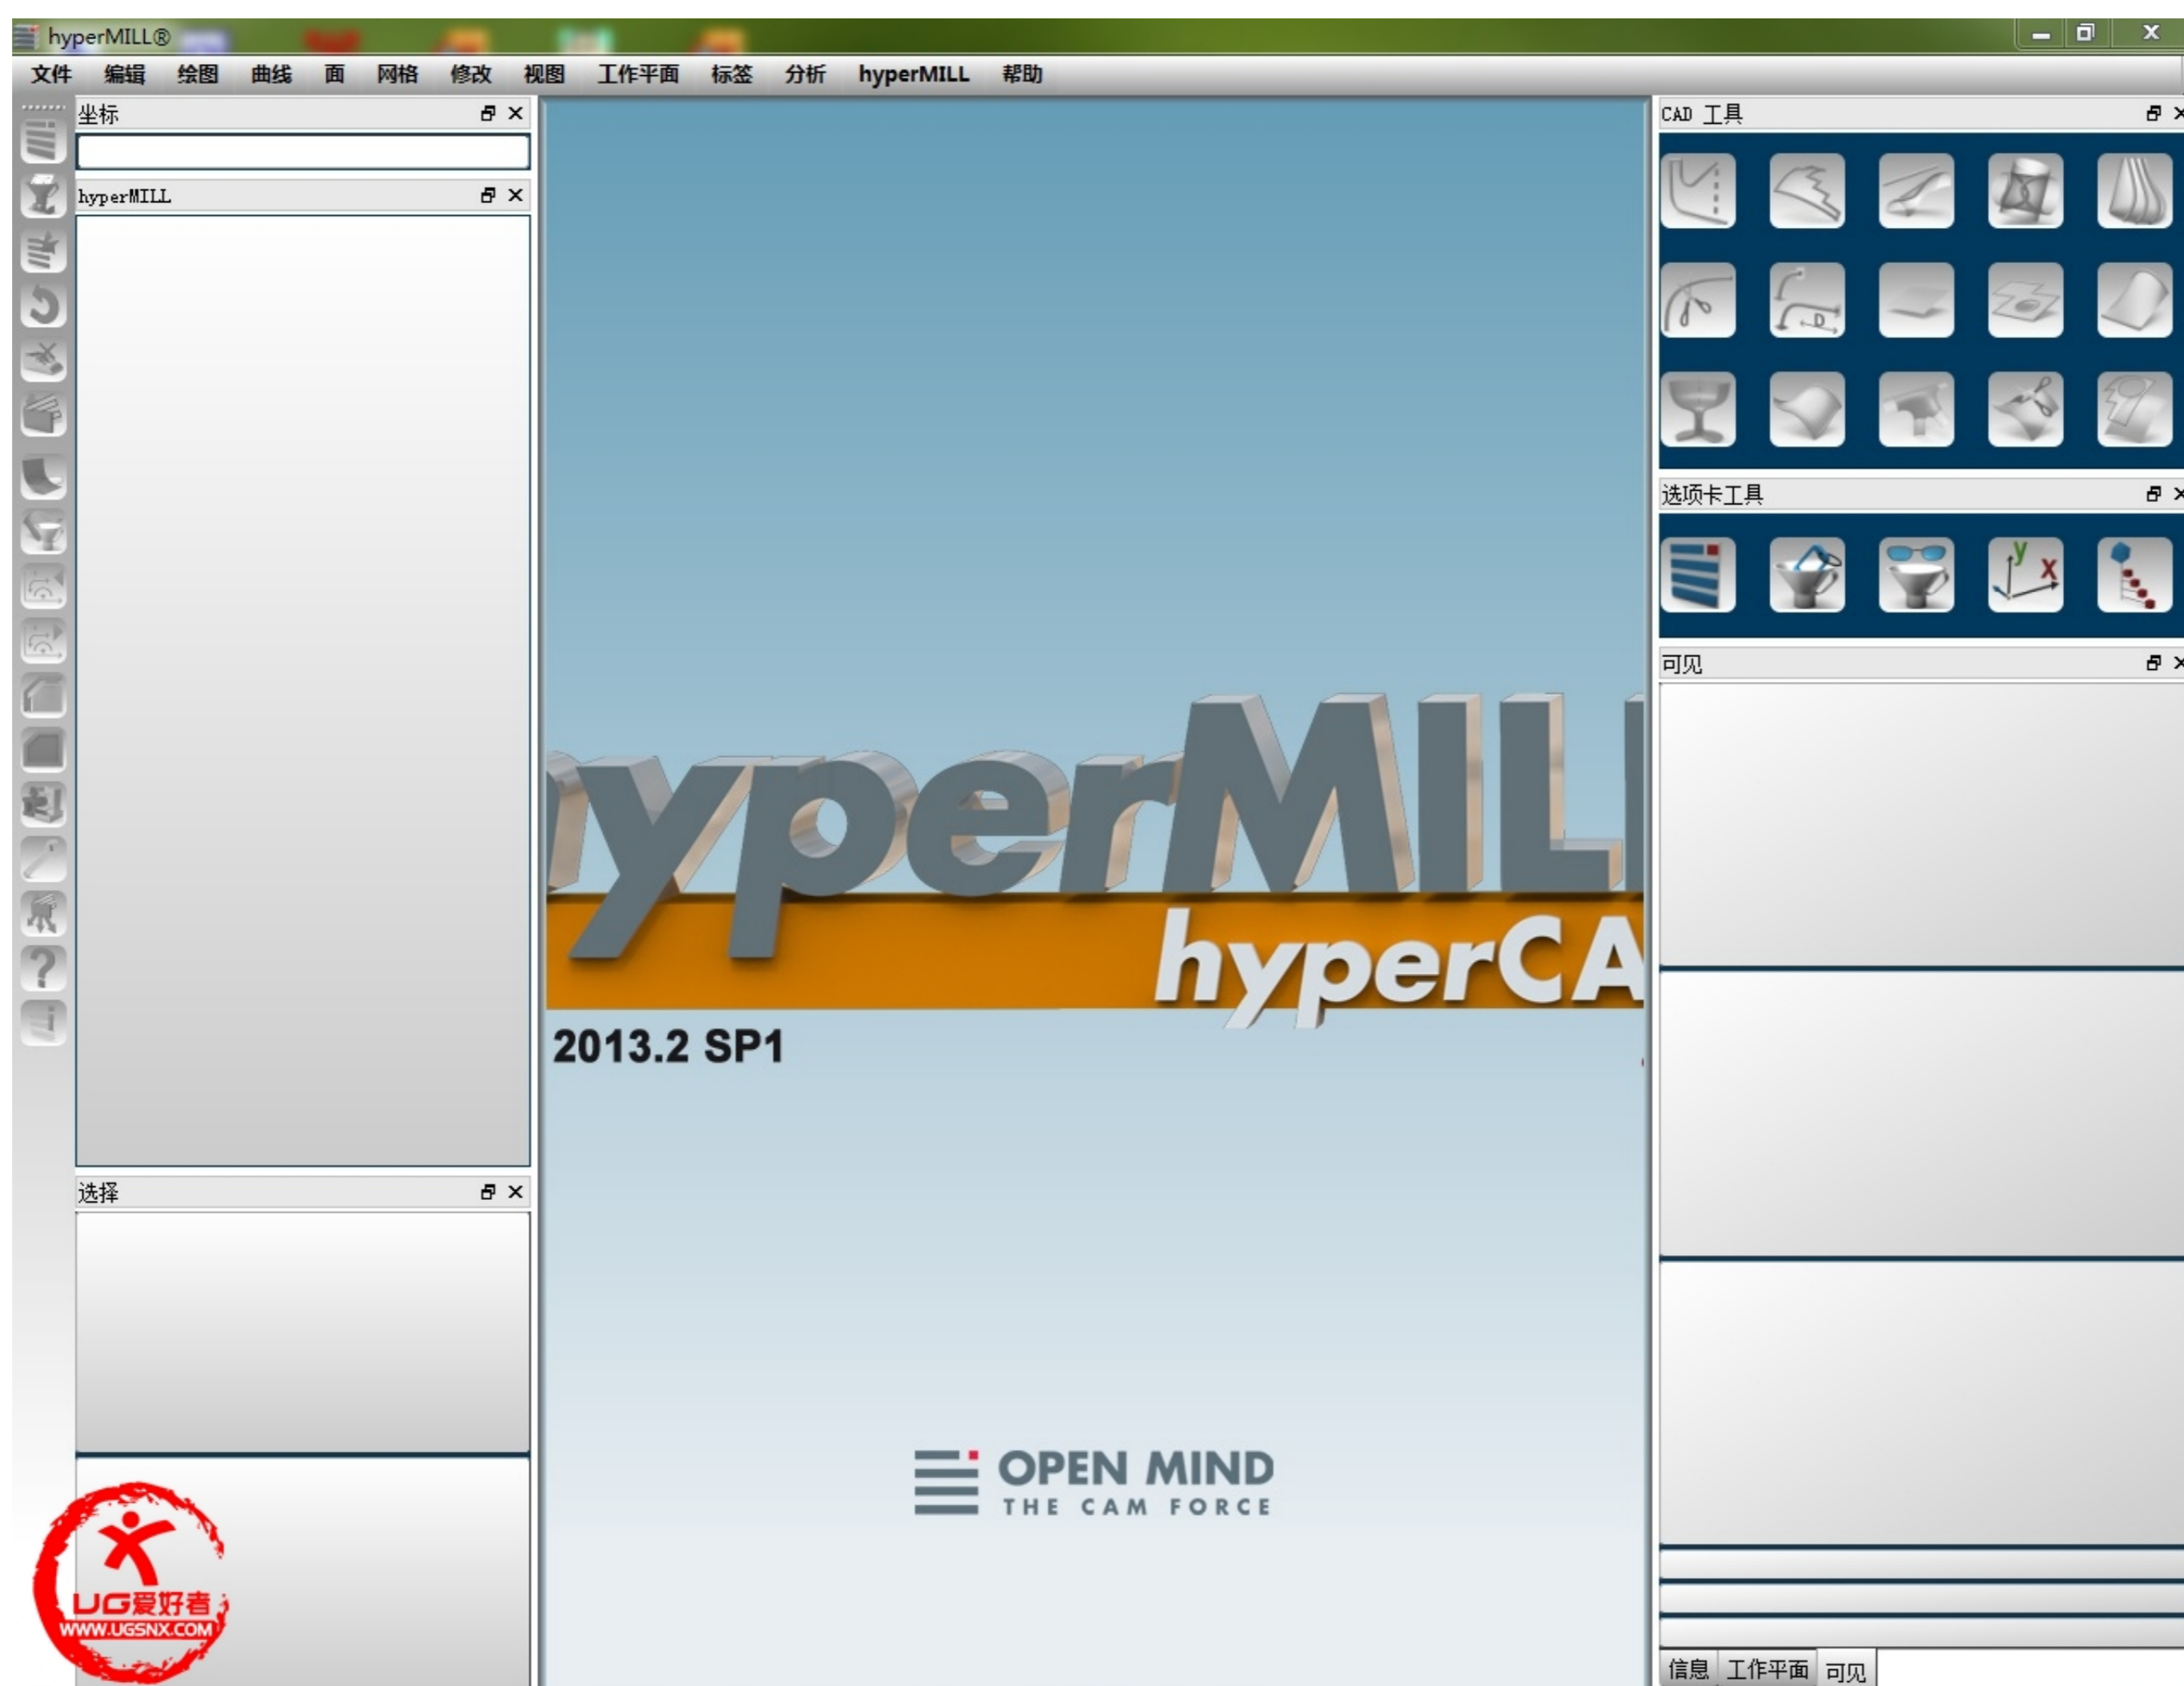 hyperMILL®
文件 编辑 绘图 曲线 面 网格 修改 视图 工作平面 标签 分析 hyperMILL 帮助
坐标
hyperMILL
选择
hyperMILL
hyperCA
2013.2 SP1
OPEN MIND
THE CAM FORCE
CAD 工具
D
选项卡工具
y x
可见
信息 工作平面 可见
UG爱好者
WWW.UGSNX.COM